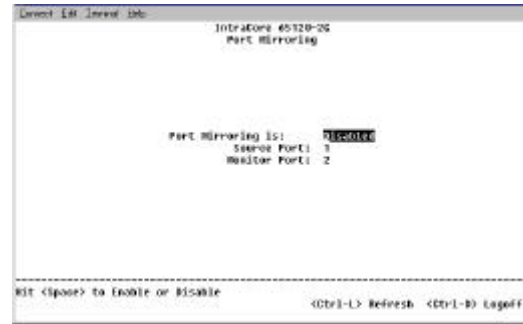 Connect Edit Terminal Help
IntraCore 65120-2G
Port Mirroring
Port Mirroring is: Disabled
Source Port: 1
Monitor Port: 2
Hit <Space> to Enable or Disable
<Ctrl-L> Refresh <Ctrl-D> Logoff